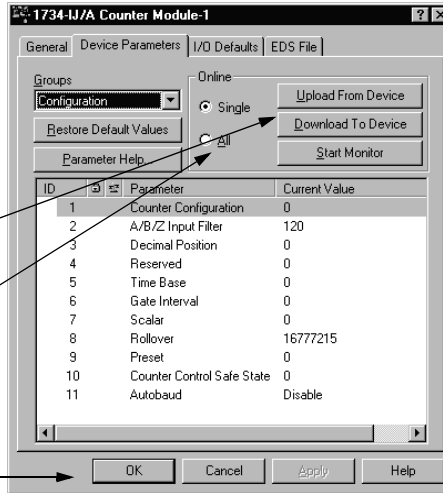 1734-IJ/A Counter Module-1
General Device Parameters I/O Defaults EDS File
Groups
Configuration
Restore Default Values
Parameter Help
Online
Single
All
Upload From Device
Download To Device
Start Monitor
ID Parameter Current Value
1 Counter Configuration 0
2 A/B/Z Input Filter 120
3 Decimal Position 0
4 Reserved 0
5 Time Base 0
6 Gate Interval 0
7 Scalar 0
8 Rollover 16777215
9 Preset 0
10 Counter Control Safe State 0
11 Autobaud Disable
OK Cancel Apply Help